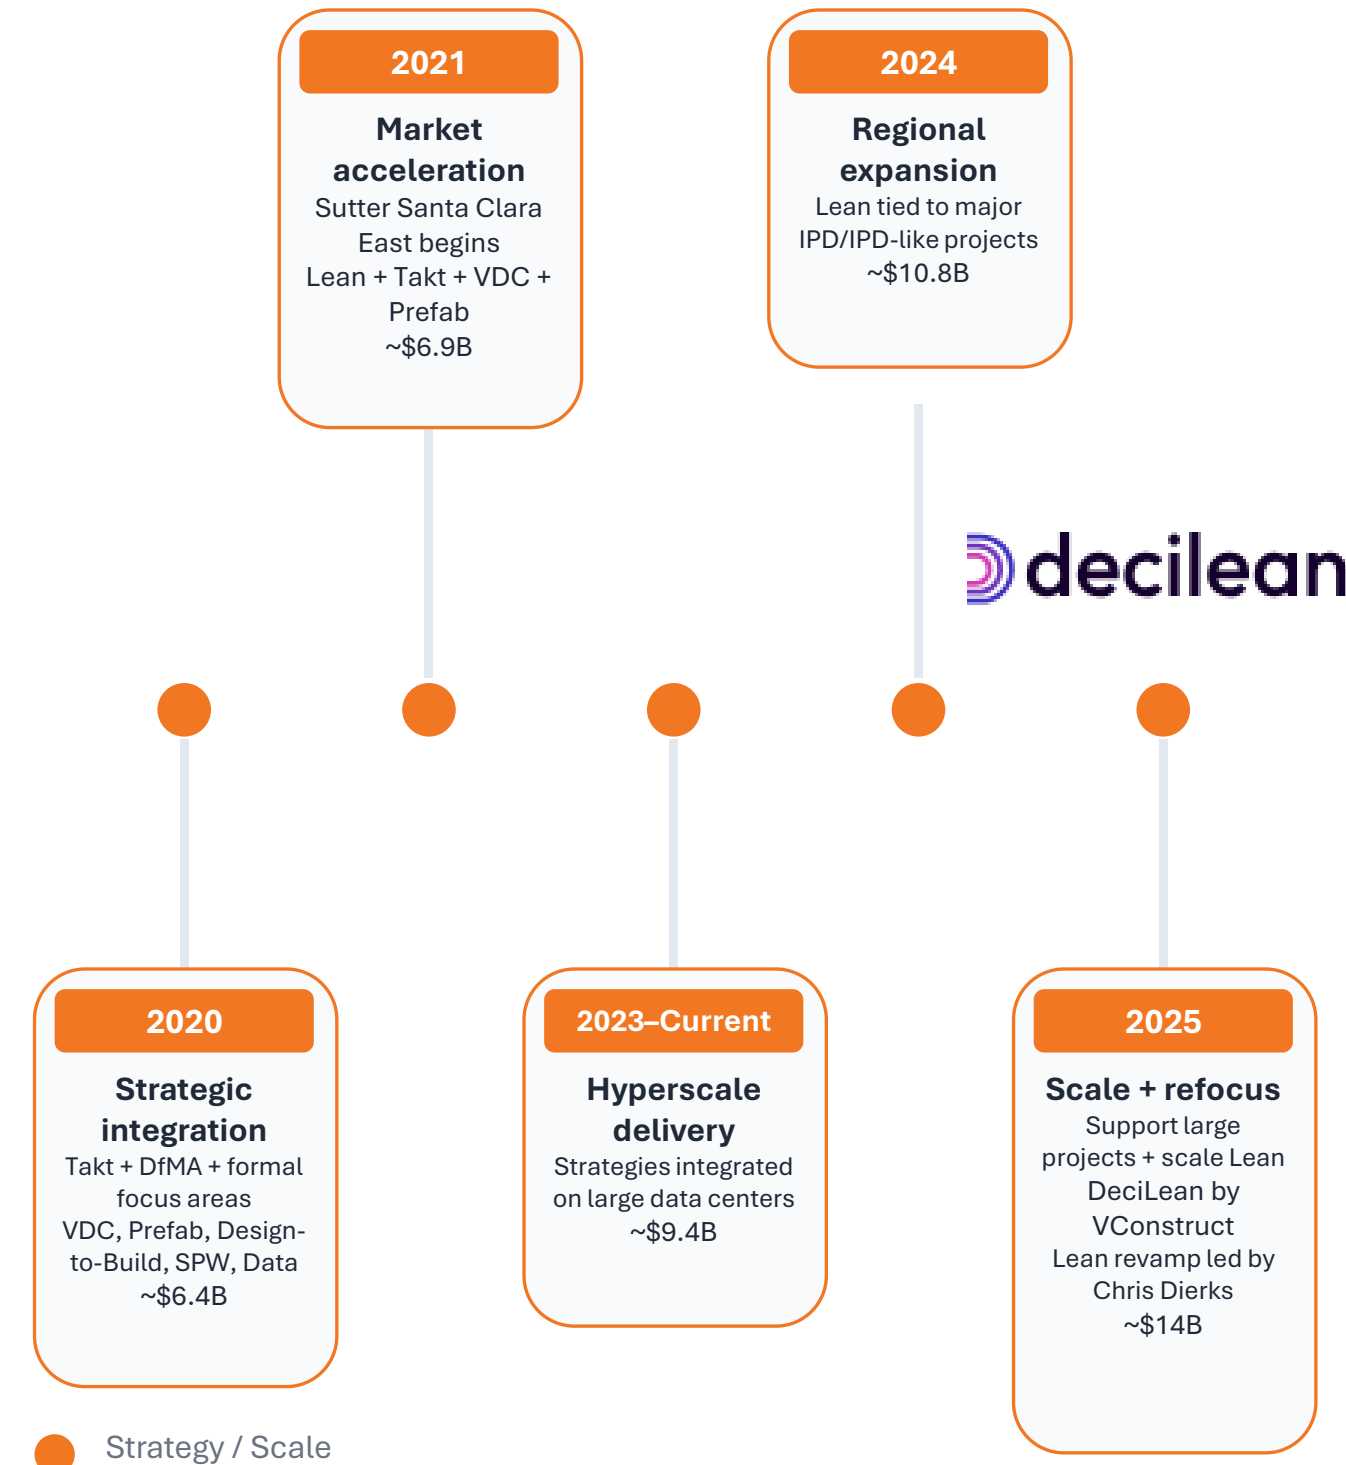 2021
Market
acceleration
Sutter Santa Clara
East begins
Lean + Takt + VDC +
Prefab
~$6.9B
2024
Regional
expansion
Lean tied to major
IPD/IPD-like projects
~$10.8B
decilean
2020
Strategic
integration
Takt + DfMA + formal
focus areas
VDC, Prefab, Design-
to-Build, SPW, Data
~$6.4B
2023–Current
Hyperscale
delivery
Strategies integrated
on large data centers
~$9.4B
2025
Scale + refocus
Support large
projects + scale Lean
DeciLean by
VConstruct
Lean revamp led by
Chris Dierks
~$14B
Strategy / Scale